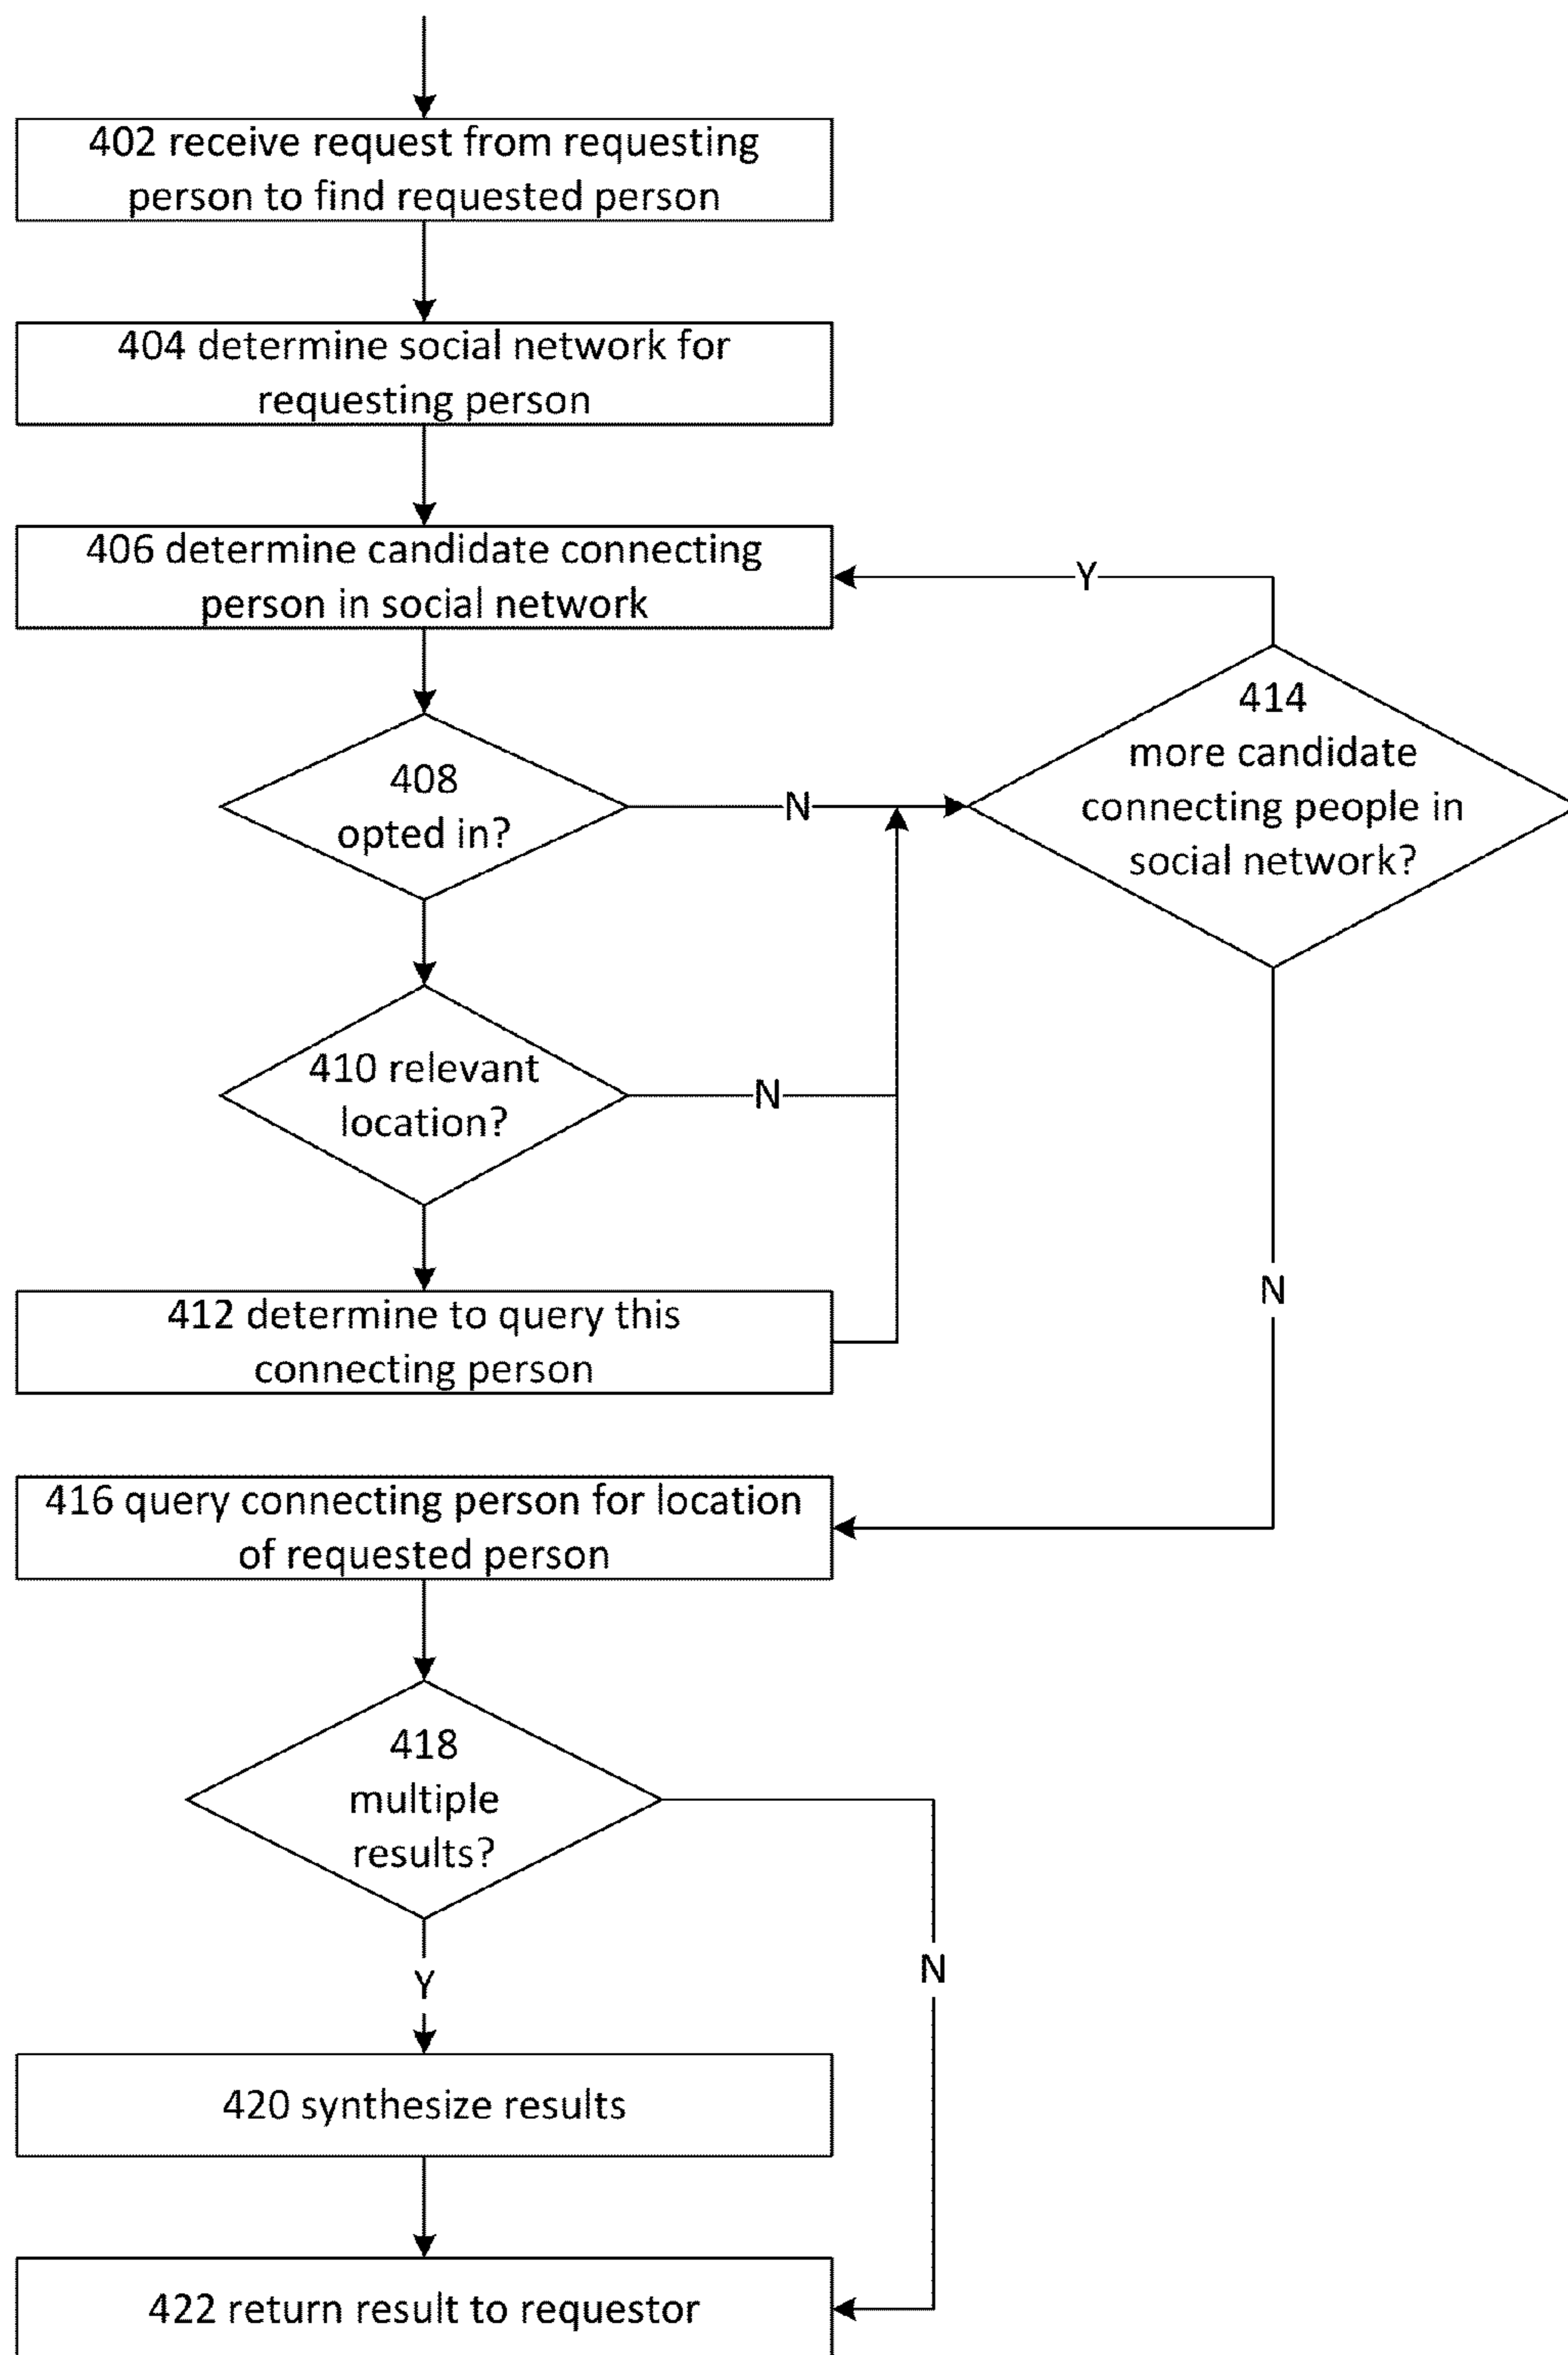 402 receive request from requesting
person to find requested person
404 determine social network for
requesting person
406 determine candidate connecting
person in social network
Y
414
more candidate
connecting people in
social network?
408
opted in?
N
410 relevant
location?
N
412 determine to query this
connecting person
N
416 query connecting person for location
of requested person
418
multiple
results?
Y
N
420 synthesize results
422 return result to requestor